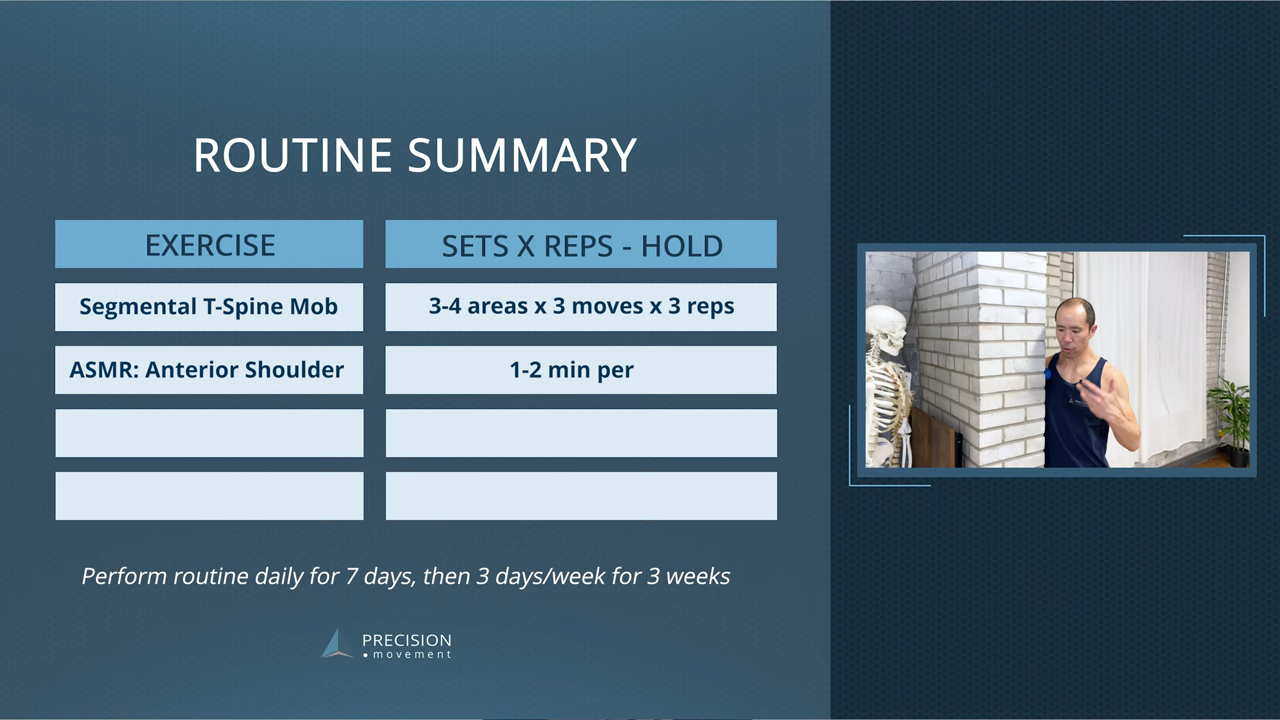 ROUTINE SUMMARY
EXERCISE
SETS X REPS - HOLD
Segmental T-Spine Mob
3-4 areas x 3 moves x 3 reps
ASMR: Anterior Shoulder
1-2 min per
Perform routine daily for 7 days, then 3 days/week for 3 weeks
PRECISION
movement